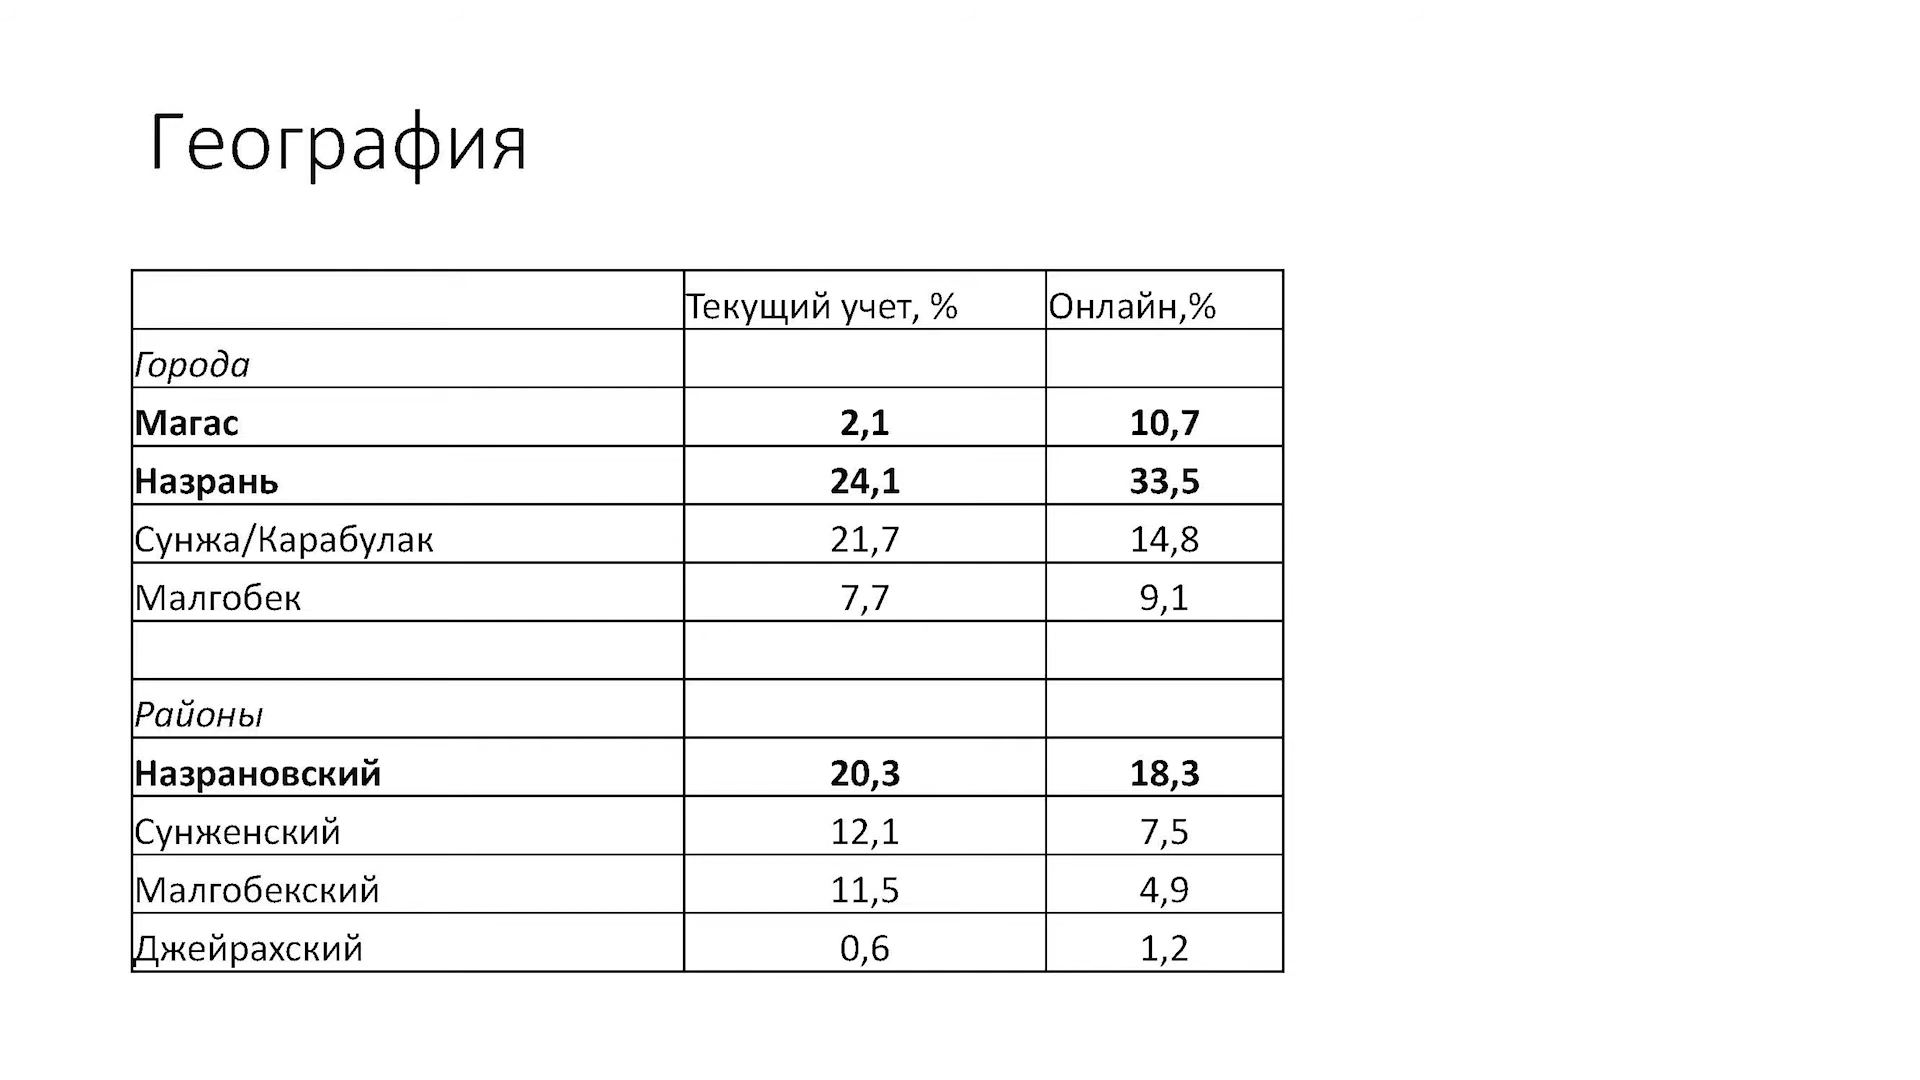 География
Текущий учет, % Онлайн,%
Города
Магас 2,1 10,7
Назрань 24,1 33,5
Сунжа/Карабулак 21,7 14,8
Малгобек 7,7 9,1
Районы
Назрановский 20,3 18,3
Сунженский 12,1 7,5
Малгобекский 11,5 4,9
Джейрахский 0,6 1,2